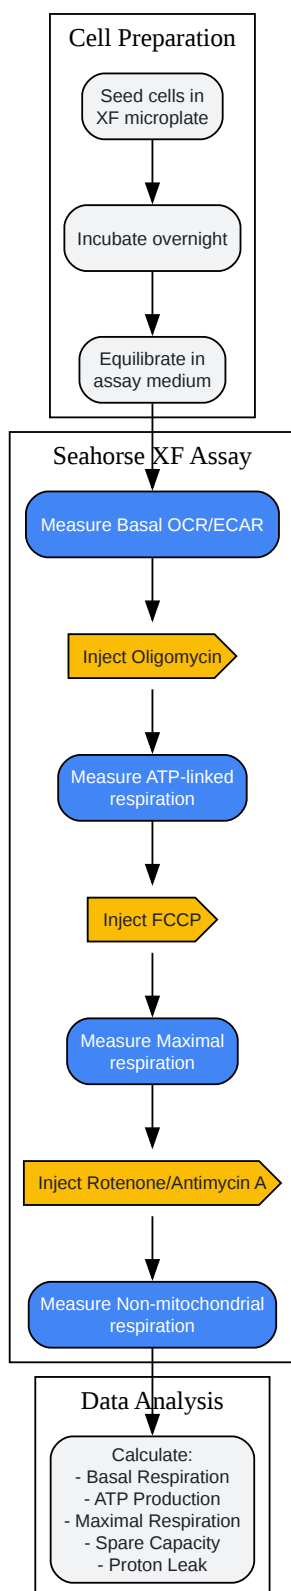 Cell Preparation
Seed cells in
XF microplate
Incubate overnight
Equilibrate in
assay medium
Seahorse XF Assay
Measure Basal OCR/ECAR
Inject Oligomycin
Measure ATP-linked
respiration
Inject FCCP
Measure Maximal
respiration
Inject Rotenone/Antimycin A
Measure Non-mitochondrial
respiration
Data Analysis
Calculate:
- Basal Respiration
- ATP Production
- Maximal Respiration
- Spare Capacity
- Proton Leak